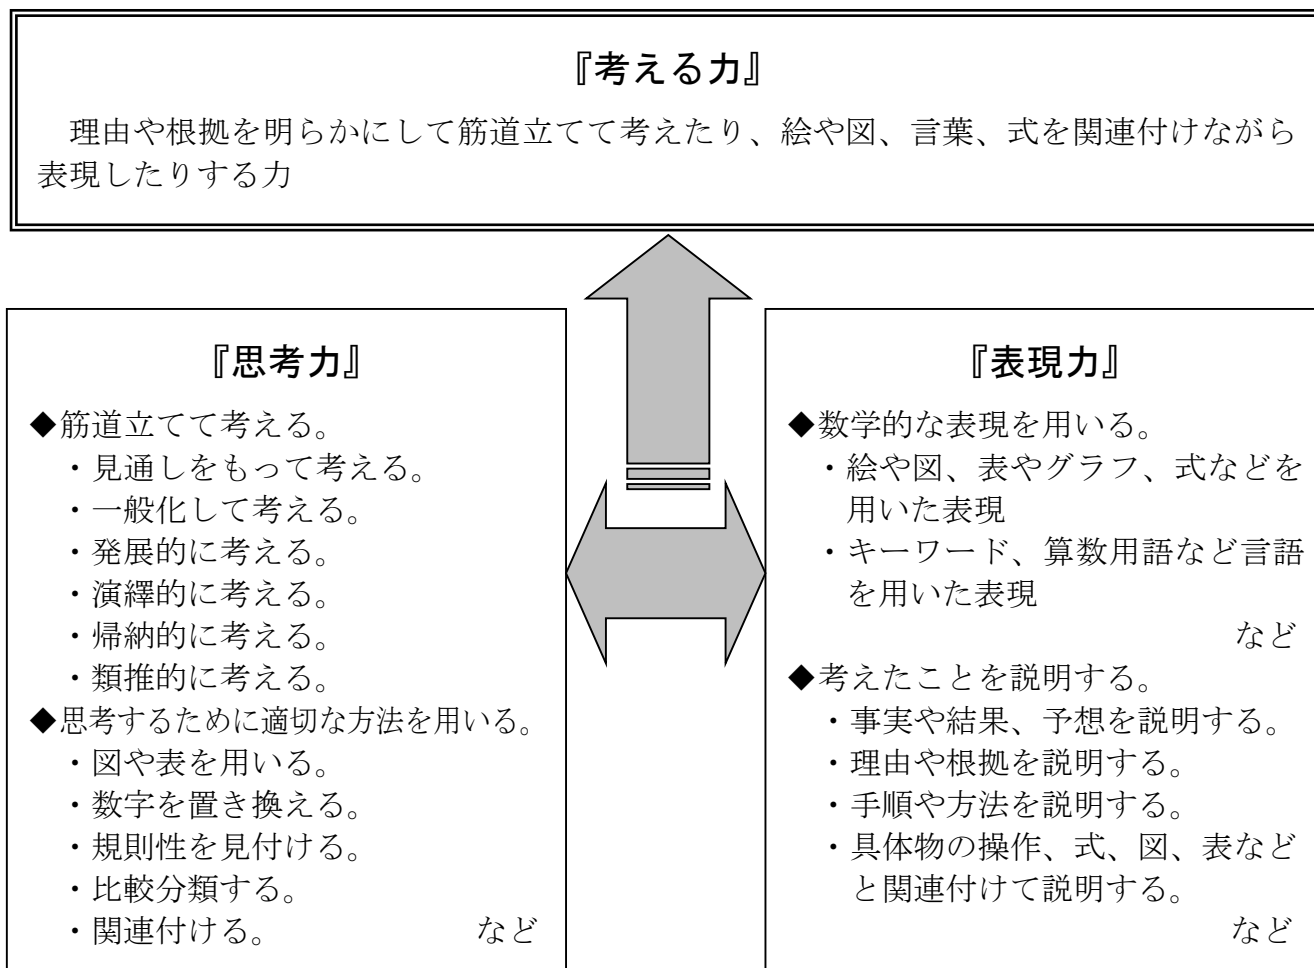 『考える力』
理由や根拠を明らかにして筋道立てて考えたり、絵や図、言葉、式を関連付けながら
表現したりする力
『思考力』
◆筋道立てて考える。
・見通しをもって考える。
・一般化して考える。
・発展的に考える。
・演繹的に考える。
・帰納的に考える。
・類推的に考える。
◆思考するために適切な方法を用いる。
・図や表を用いる。
・数字を置き換える。
・規則性を見付ける。
・比較分類する。
・関連付ける。 など
『表現力』
◆数学的な表現を用いる。
・絵や図、表やグラフ、式などを
用いた表現
・キーワード、算数用語など言語
を用いた表現
など
◆考えたことを説明する。
・事実や結果、予想を説明する。
・理由や根拠を説明する。
・手順や方法を説明する。
・具体物の操作、式、図、表など
と関連付けて説明する。
など